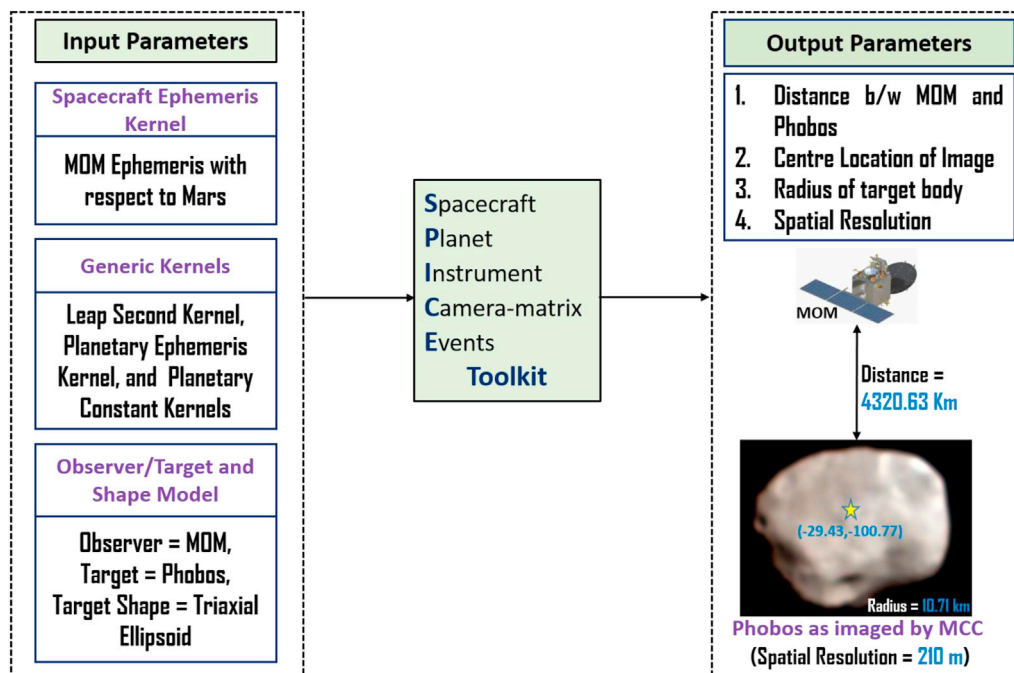 Input Parameters
Spacecraft Ephemeris
Kernel
MOM Ephemeris with
respect to Mars
Generic Kernels
Leap Second Kernel,
Planetary Ephemeris
Kernel, and Planetary
Constant Kernels
Observer/Target and
Shape Model
Observer = MOM,
Target = Phobos,
Target Shape = Triaxial
Ellipsoid
Spacecraft
Planet
Instrument
Camera-matrix
Events
Toolkit
Output Parameters
1. Distance b/w MOM and
Phobos
2. Centre Location of Image
3. Radius of target body
4. Spatial Resolution
MOM
Distance =
4320.63 Km
(-29.43,-100.77)
Radius = 10.71 km
Phobos as imaged by MCC
(Spatial Resolution = 210 m)